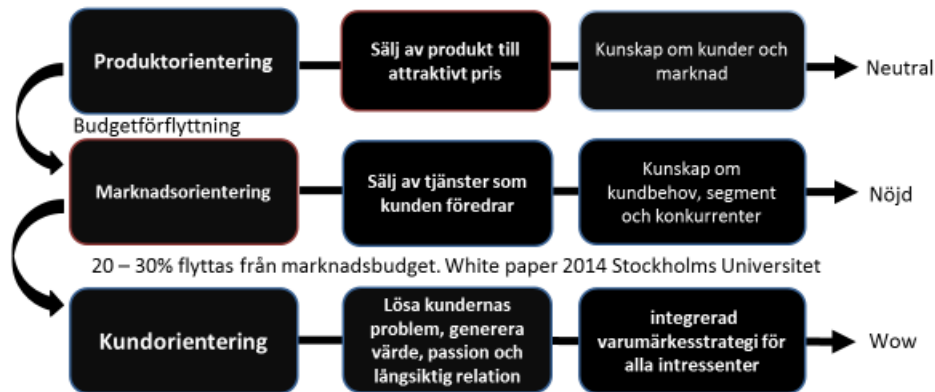 Produktorientering
Sälj av produkt till
attraktivt pris
Kunskap om kunder och
marknad
Neutral
Budgetförflyttning
Marknadsorientering
Sälj av tjänster som
kunden föredrar
Kunskap om
kundbehov, segment
och konkurrenter
Nöjd
20 – 30% flyttas från marknadsbudget. White paper 2014 Stockholms Universitet
Kundorientering
Lösa kundernas
problem, generera
värde, passion och
långsiktig relation
integrerad
varumärkesstrategi för
alla intressenter
Wow